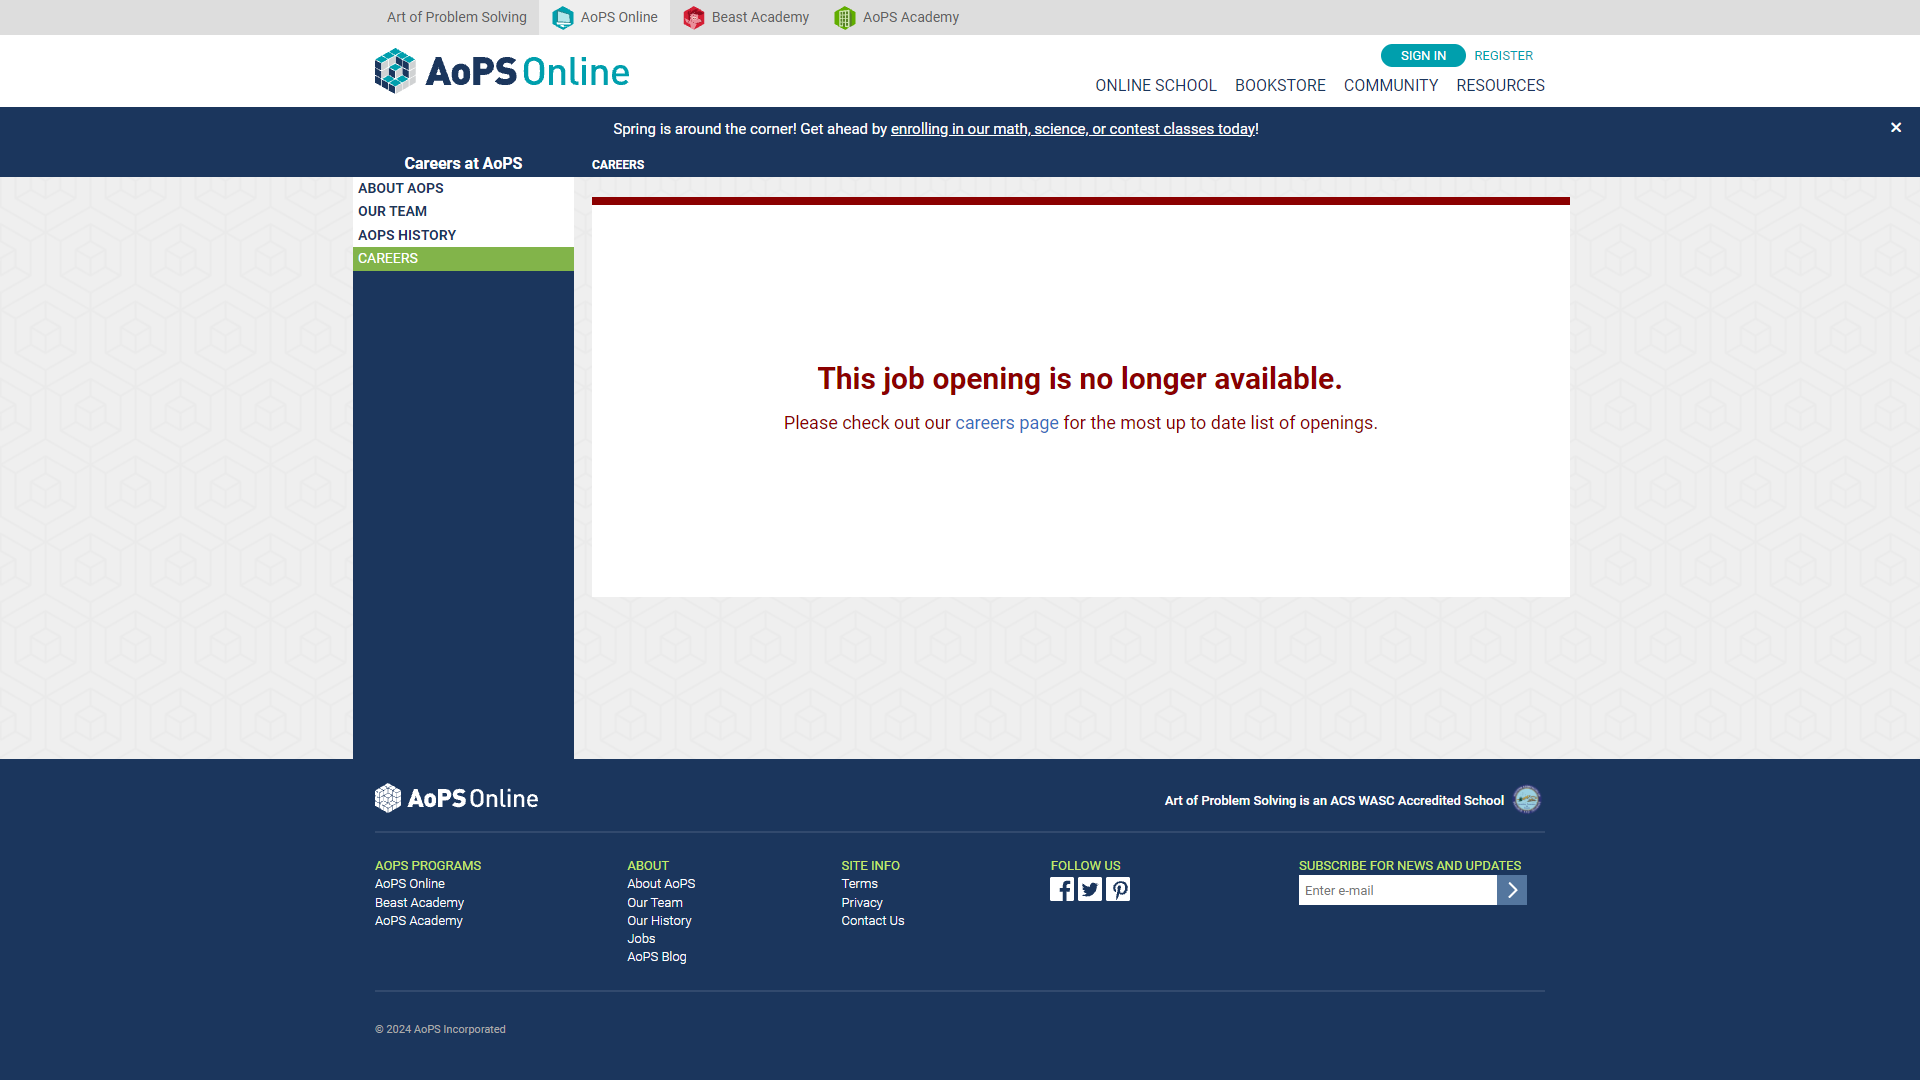 Art of Problem Solving
AoPS Online
Beast Academy
AoPS Academy
AoPS Online
SIGN IN
REGISTER
ONLINE SCHOOL
BOOKSTORE
COMMUNITY
RESOURCES
Spring is around the corner! Get ahead by enrolling in our math, science, or contest classes today!
×
Careers at AoPS
CAREERS
ABOUT AOPS
OUR TEAM
AOPS HISTORY
CAREERS
This job opening is no longer available.
Please check out our careers page for the most up to date list of openings.
AoPS Online
Art of Problem Solving is an ACS WASC Accredited School
AOPS PROGRAMS
AoPS Online
Beast Academy
AoPS Academy
ABOUT
About AoPS
Our Team
Our History
Jobs
AoPS Blog
SITE INFO
Terms
Privacy
Contact Us
FOLLOW US
SUBSCRIBE FOR NEWS AND UPDATES
Enter e-mail
© 2024 AoPS Incorporated